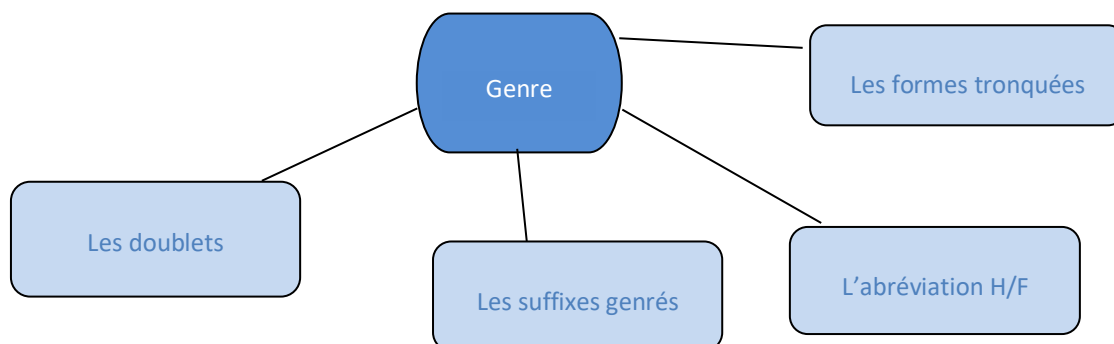 Genre
Les formes tronquées
Les doublets
Les suffixes genrés
L’abréviation H/F